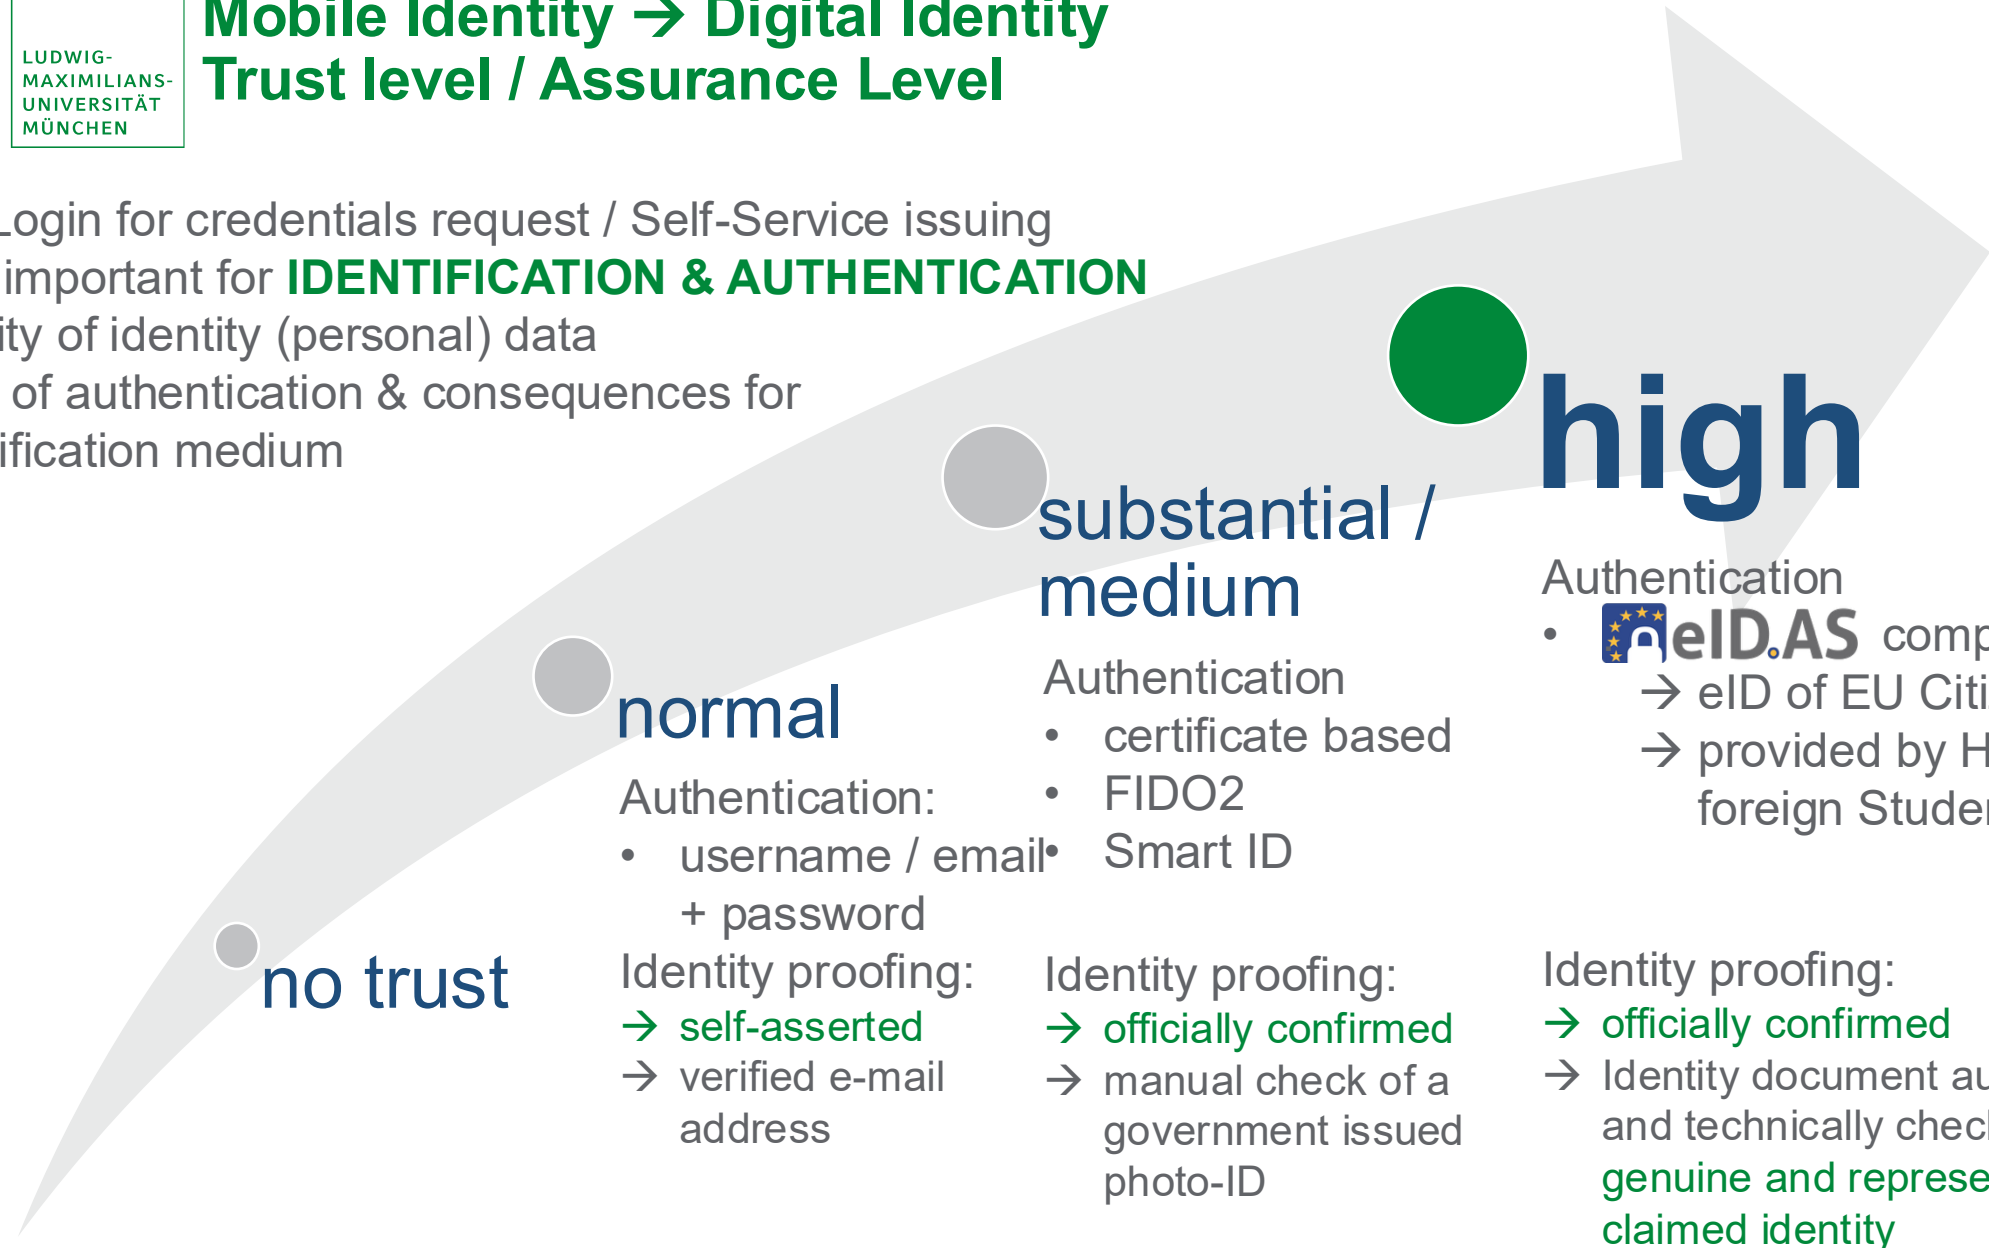 LUDWIG-
MAXIMILIANS-
UNIVERSITÄT
MÜNCHEN
Mobile Identity → Digital Identity
Trust level / Assurance Level
Login for credentials request / Self-Service issuing
important for IDENTIFICATION & AUTHENTICATION
of identity (personal) data
of authentication & consequences for
medium
high
Authentication
• eID.AS
→ eID of EU
→ provided by
foreign
Identity proofing:
→ officially confirmed
→ Identity document
and technically
genuine and
claimed identity
substantial /
medium
Authentication
• certificate based
• FIDO2
• Smart ID
Identity proofing:
→ officially confirmed
→ manual check of a
government issued
photo-ID
normal
Authentication:
• username / email
+ password
Identity proofing:
→ self-asserted
→ verified e-mail
address
no trust